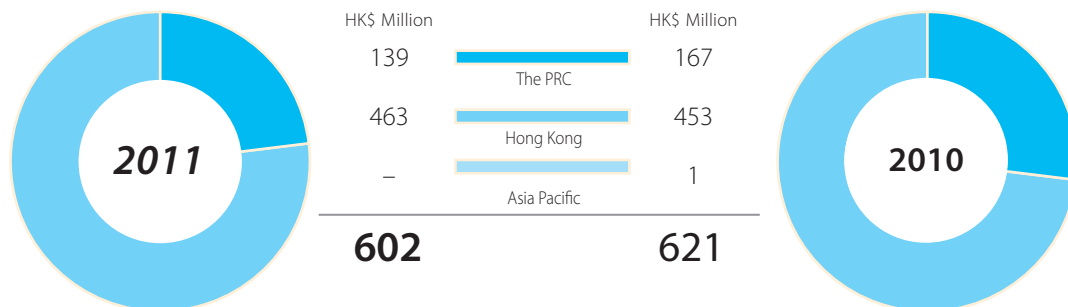 HK$ Million HK$ Million
139 167
The PRC
463 453
Hong Kong
2011 2010
– 1
Asia Pacific
602 621